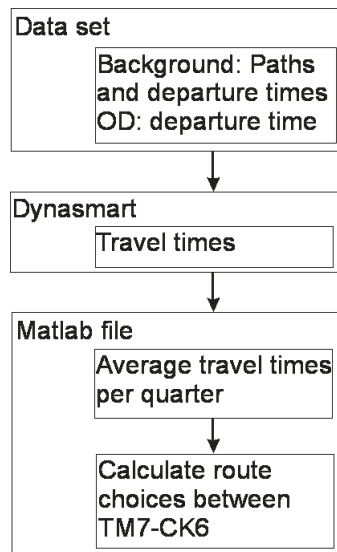 Data set
Background: Paths
and departure times
OD: departure time
Dynasmart
Travel times
Matlab file
Average travel times
per quarter
Calculate route
choices between
TM7-CK6